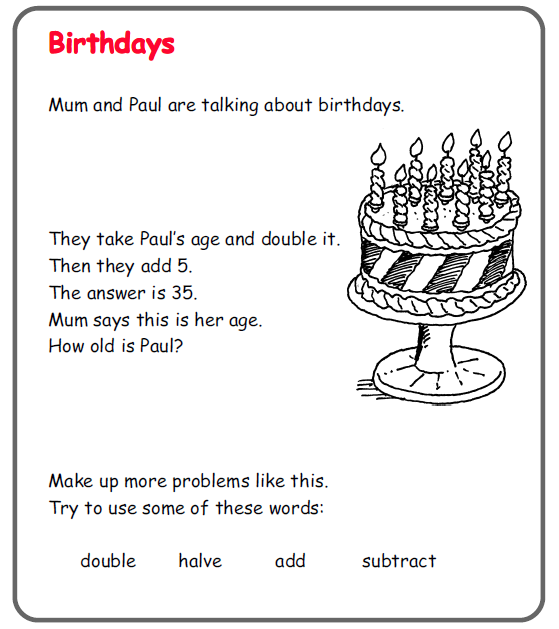 Birthdays
Mum and Paul are talking about birthdays.
They take Paul's age and double it.
Then they add 5.
The answer is 35.
Mum says this is her age.
How old is Paul?
Make up more problems like this.
Try to use some of these words:
double halve add subtract